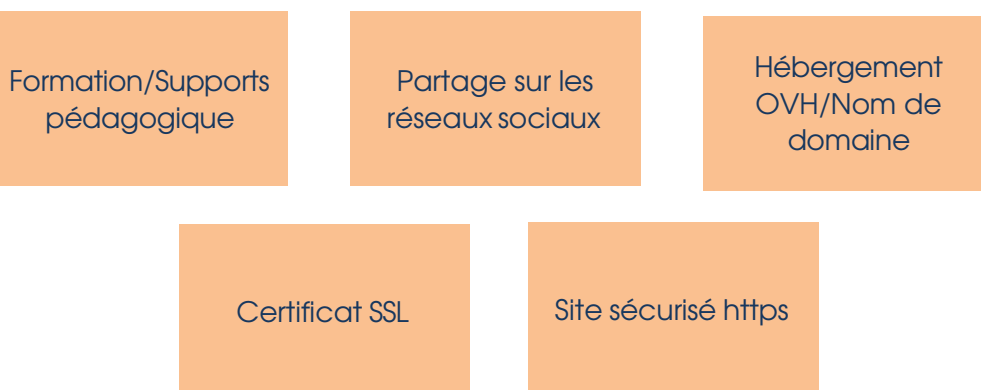 Formation/Supports
pédagogique
Partage sur les
réseaux sociaux
Hébergement
OVH/Nom de
domaine
Certificat SSL
Site sécurisé https